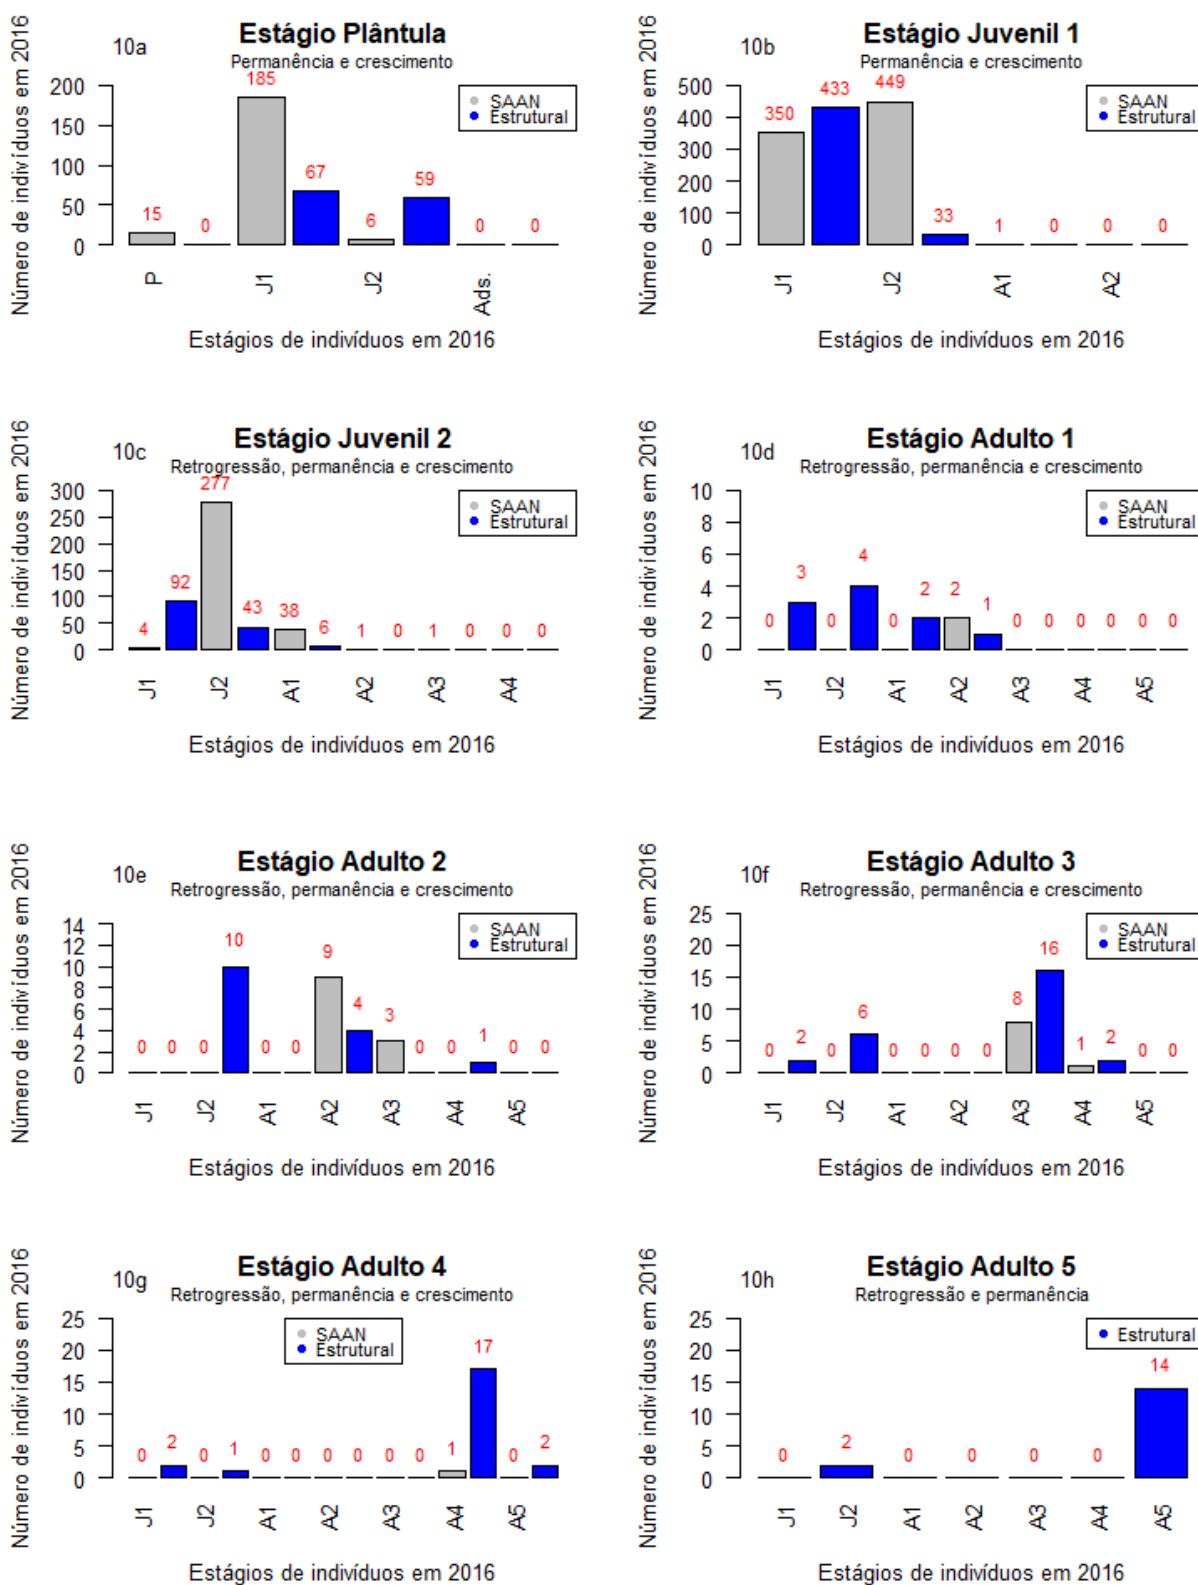 10a
Estágio Plântula
Permanência e crescimento
Número de indivíduos em 2016
200
150
100
50
0
15
0
185
67
6
59
0
0
SAAN
Estrutural
P
J1
J2
Ads.
Estágios de indivíduos em 2016
10b
Estágio Juvenil 1
Permanência e crescimento
Número de indivíduos em 2016
500
400
300
200
100
0
350
433
449
33
1
0
0
0
SAAN
Estrutural
J1
J2
A1
A2
Estágios de indivíduos em 2016
10c
Estágio Juvenil 2
Retrogressão, permanência e crescimento
Número de indivíduos em 2016
300
250
200
150
100
50
0
4
92
277
43
38
6
1
0
1
0
0
0
SAAN
Estrutural
J1
J2
A1
A2
A3
A4
Estágios de indivíduos em 2016
10d
Estágio Adulto 1
Retrogressão, permanência e crescimento
Número de indivíduos em 2016
10
8
6
4
2
0
0
3
0
4
0
2
2
1
0
0
0
0
0
0
SAAN
Estrutural
J1
J2
A1
A2
A3
A4
A5
Estágios de indivíduos em 2016
10e
Estágio Adulto 2
Retrogressão, permanência e crescimento
Número de indivíduos em 2016
14
12
10
8
6
4
2
0
0
0
0
10
0
0
9
4
3
0
0
1
0
0
SAAN
Estrutural
J1
J2
A1
A2
A3
A4
A5
Estágios de indivíduos em 2016
10f
Estágio Adulto 3
Retrogressão, permanência e crescimento
Número de indivíduos em 2016
25
20
15
10
5
0
0
2
0
6
0
0
0
0
8
16
1
2
0
0
SAAN
Estrutural
J1
J2
A1
A2
A3
A4
A5
Estágios de indivíduos em 2016
10g
Estágio Adulto 4
Retrogressão, permanência e crescimento
Número de indivíduos em 2016
25
20
15
10
5
0
0
2
0
1
0
0
0
0
0
0
1
17
0
2
SAAN
Estrutural
J1
J2
A1
A2
A3
A4
A5
Estágios de indivíduos em 2016
10h
Estágio Adulto 5
Retrogressão e permanência
Número de indivíduos em 2016
25
20
15
10
5
0
0
2
0
0
0
0
14
Estrutural
J1
J2
A1
A2
A3
A4
A5
Estágios de indivíduos em 2016